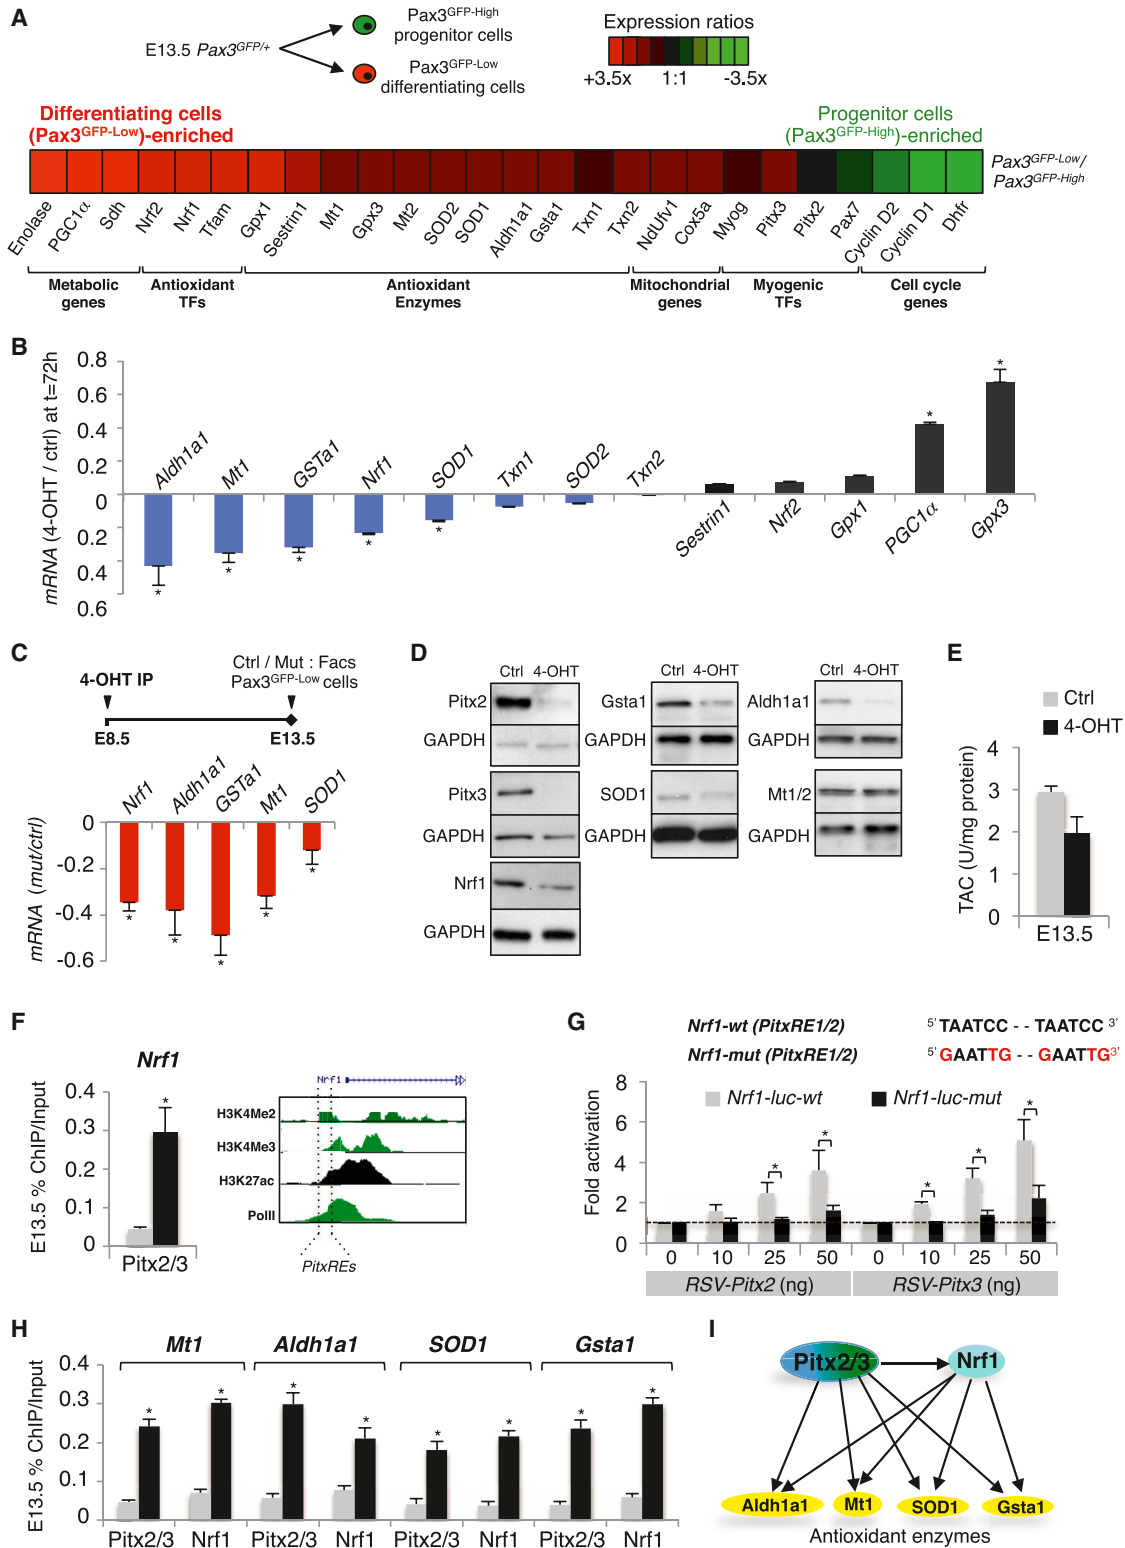 A
E13.5 Pax3GFP/+
Pax3GFP-High
progenitor cells
Pax3GFP-Low
differentiating cells
Expression ratios
+3.5x 1:1 -3.5x
Differentiating cells
(Pax3GFP-Low)-enriched
Progenitor cells
(Pax3GFP-High)-enriched
Pax3GFP-Low/
Pax3GFP-High
Enolase PGC1α Sdh Nrf2 Nrf1 Tfam Gpx1 Sestrin1 Mt1 Gpx3 Mt2 SOD2 SOD1 Aldh1a1 Gsta1 Txn1 Txn2 NdUfv1 Cox5a Myog Pitx3 Pitx2 Pax7 Cyclin D2 Cyclin D1 Dhfr
Metabolic
genes
Antioxidant
TFs
Antioxidant
Enzymes
Mitochondrial
genes
Myogenic
TFs
Cell cycle
genes
B
mRNA (4-OHT / ctrl) at t=72h
0.8
0.6
0.4
0.2
0
0.2
0.4
0.6
Aldh1a1 Mt1 GSTa1 Nrf1 SOD1 Txn1 SOD2 Txn2
Sestrin1 Nrf2 Gpx1 PGC1α Gpx3
* * * * * * *
C
4-OHT IP
Ctrl / Mut : Facs
Pax3GFP-Low cells
E8.5 E13.5
Nrf1 Aldh1a1 GSTa1 Mt1 SOD1
mRNA (mut/ctrl)
0
-0.2
-0.4
-0.6
* * * * *
D
Ctrl 4-OHT
Pitx2
GAPDH
Pitx3
GAPDH
Nrf1
GAPDH
Ctrl 4-OHT
Gsta1
GAPDH
SOD1
GAPDH
Ctrl 4-OHT
Aldh1a1
GAPDH
Mt1/2
GAPDH
E
Ctrl
4-OHT
TAC (U/mg protein)
4
3
2
1
0
E13.5
F
Nrf1
E13.5 % ChIP/Input
0.4
0.3
0.2
0.1
0
*
Pitx2/3
Nrf1
H3K4Me2
H3K4Me3
H3K27ac
PolII
PitxREs
G
Nrf1-wt (PitxRE1/2) 5' TAATCC - - TAATCC 3'
Nrf1-mut (PitxRE1/2) 5' GAATTG - - GAATTG3'
Fold activation
8
6
4
2
0
Nrf1-luc-wt Nrf1-luc-mut
* * * * *
0 10 25 50 0 10 25 50
RSV-Pitx2 (ng) RSV-Pitx3 (ng)
H
Mt1 Aldh1a1 SOD1 Gsta1
E13.5 % ChIP/Input
0.4
0.3
0.2
0.1
0
* * * * * * * *
Pitx2/3 Nrf1 Pitx2/3 Nrf1 Pitx2/3 Nrf1 Pitx2/3 Nrf1
I
Pitx2/3 Nrf1
Aldh1a1 Mt1 SOD1 Gsta1
Antioxidant enzymes